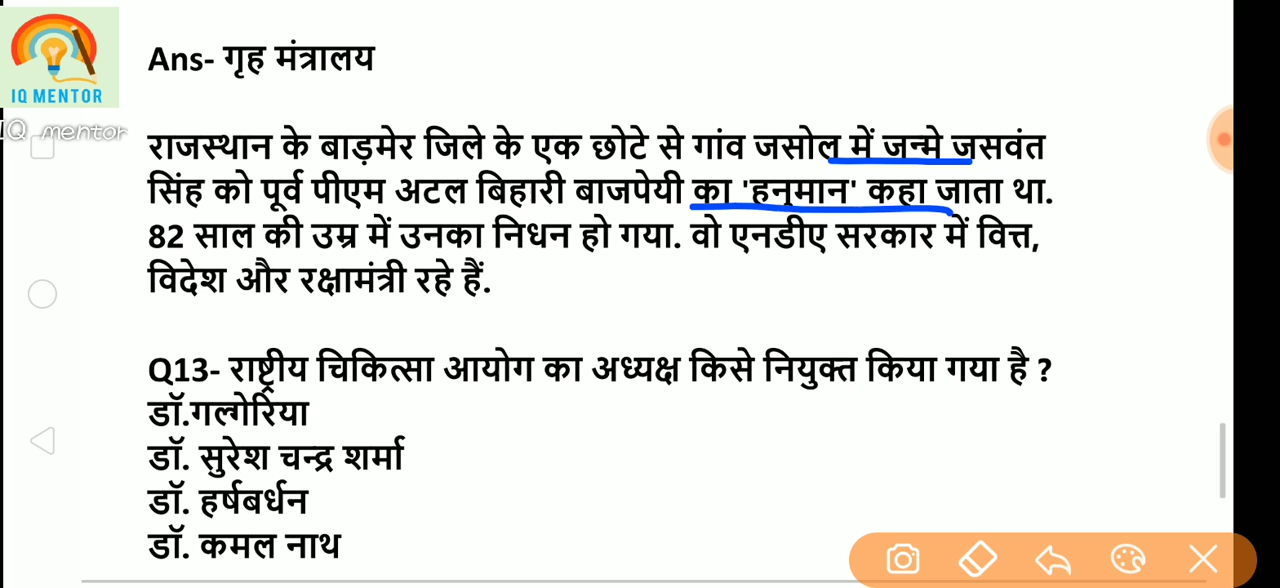 IQ MENTOR
IQ mentor
Ans- गृह मंत्रालय
राजस्थान के बाड़मेर जिले के एक छोटे से गांव जसोल में जन्मे जसवंत
सिंह को पूर्व पीएम अटल बिहारी बाजपेयी का 'हनुमान' कहा जाता था.
82 साल की उम्र में उनका निधन हो गया. वो एनडीए सरकार में वित्त,
विदेश और रक्षामंत्री रहे हैं.
Q13- राष्ट्रीय चिकित्सा आयोग का अध्यक्ष किसे नियुक्त किया गया है ?
डॉ.गल्गेरिया
डॉ. सुरेश चन्द्र शर्मा
डॉ. हर्षबर्धन
डॉ. कमल नाथ